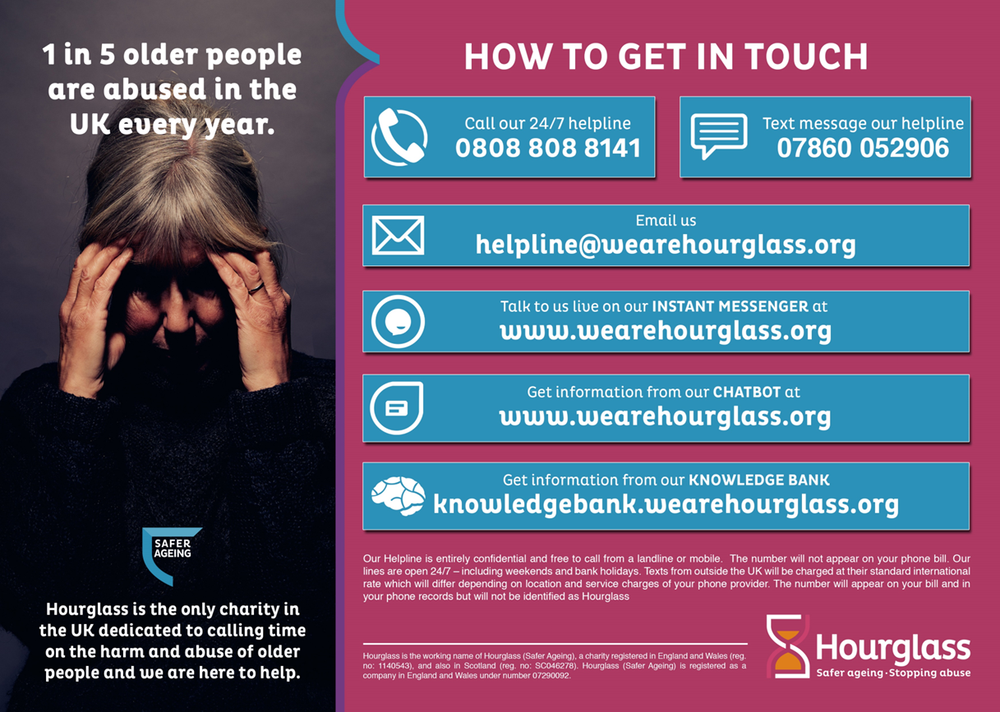 1 in 5 older people
are abused in the
UK every year.
SAFER
AGEING
Hourglass is the only charity in
the UK dedicated to calling time
on the harm and abuse of older
people and we are here to help.
HOW TO GET IN TOUCH
Call our 24/7 helpline
0808 808 8141
Text message our helpline
07860 052906
Email us
helpline@wearehourglass.org
Talk to us live on our INSTANT MESSENGER at
www.wearehourglass.org
Get information from our CHATBOT at
www.wearehourglass.org
Get information from our KNOWLEDGE BANK
knowledgebank.wearehourglass.org
Our Helpline is entirely confidential and free to call from a landline or mobile. The number will not appear on your phone bill. Our
lines are open 24/7 – including weekends and bank holidays. Texts from outside the UK will be charged at their standard international
rate which will differ depending on location and service charges of your phone provider. The number will appear on your bill and in
your phone records but will not be identified as Hourglass
Hourglass is the working name of Hourglass (Safer Ageing), a charity registered in England and Wales (reg.
no: 1140543), and also in Scotland (reg. no: SC046278). Hourglass (Safer Ageing) is registered as a
company in England and Wales under number 07290092.
Hourglass
Safer ageing · Stopping abuse